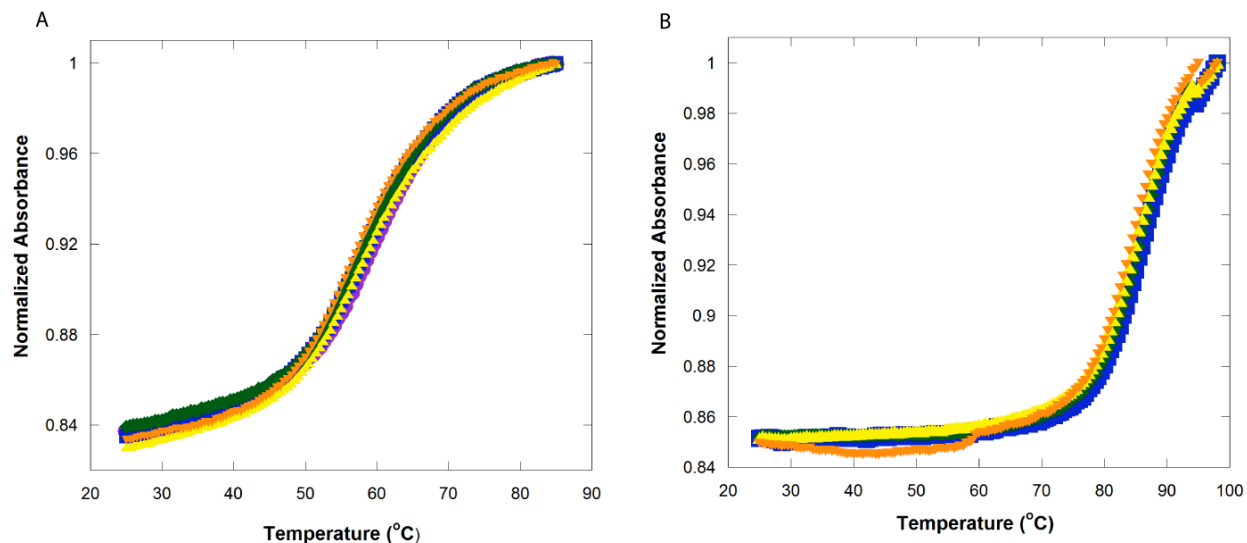 A
B
Normalized Absorbance
1
0.96
0.92
0.88
0.84
20 30 40 50 60 70 80 90
Temperature (°C)
Normalized Absorbance
1
0.98
0.96
0.94
0.92
0.9
0.88
0.86
0.84
20 30 40 50 60 70 80 90 100
Temperature (°C)